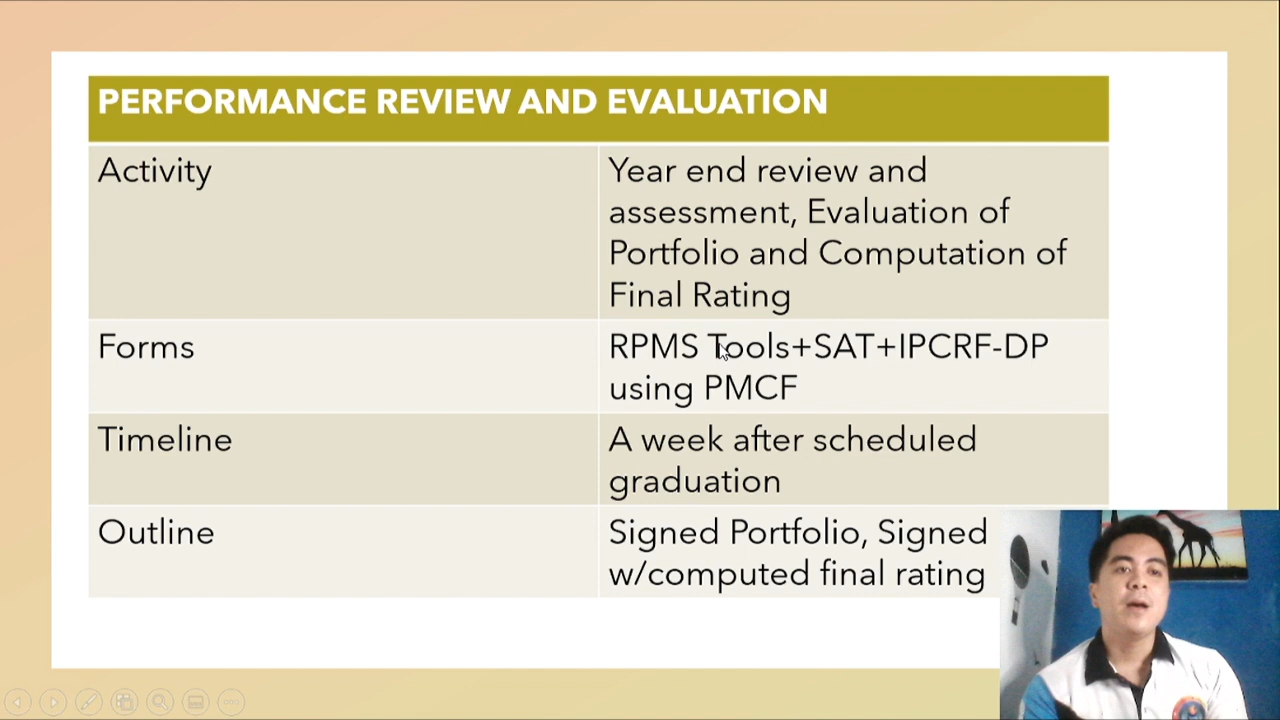 PERFORMANCE REVIEW AND EVALUATION
Activity
Year end review and
assessment, Evaluation of
Portfolio and Computation of
Final Rating
Forms
RPMS Tools+SAT+IPCRF-DP
using PMCF
Timeline
A week after scheduled
graduation
Outline
Signed Portfolio, Signed
w/computed final rating